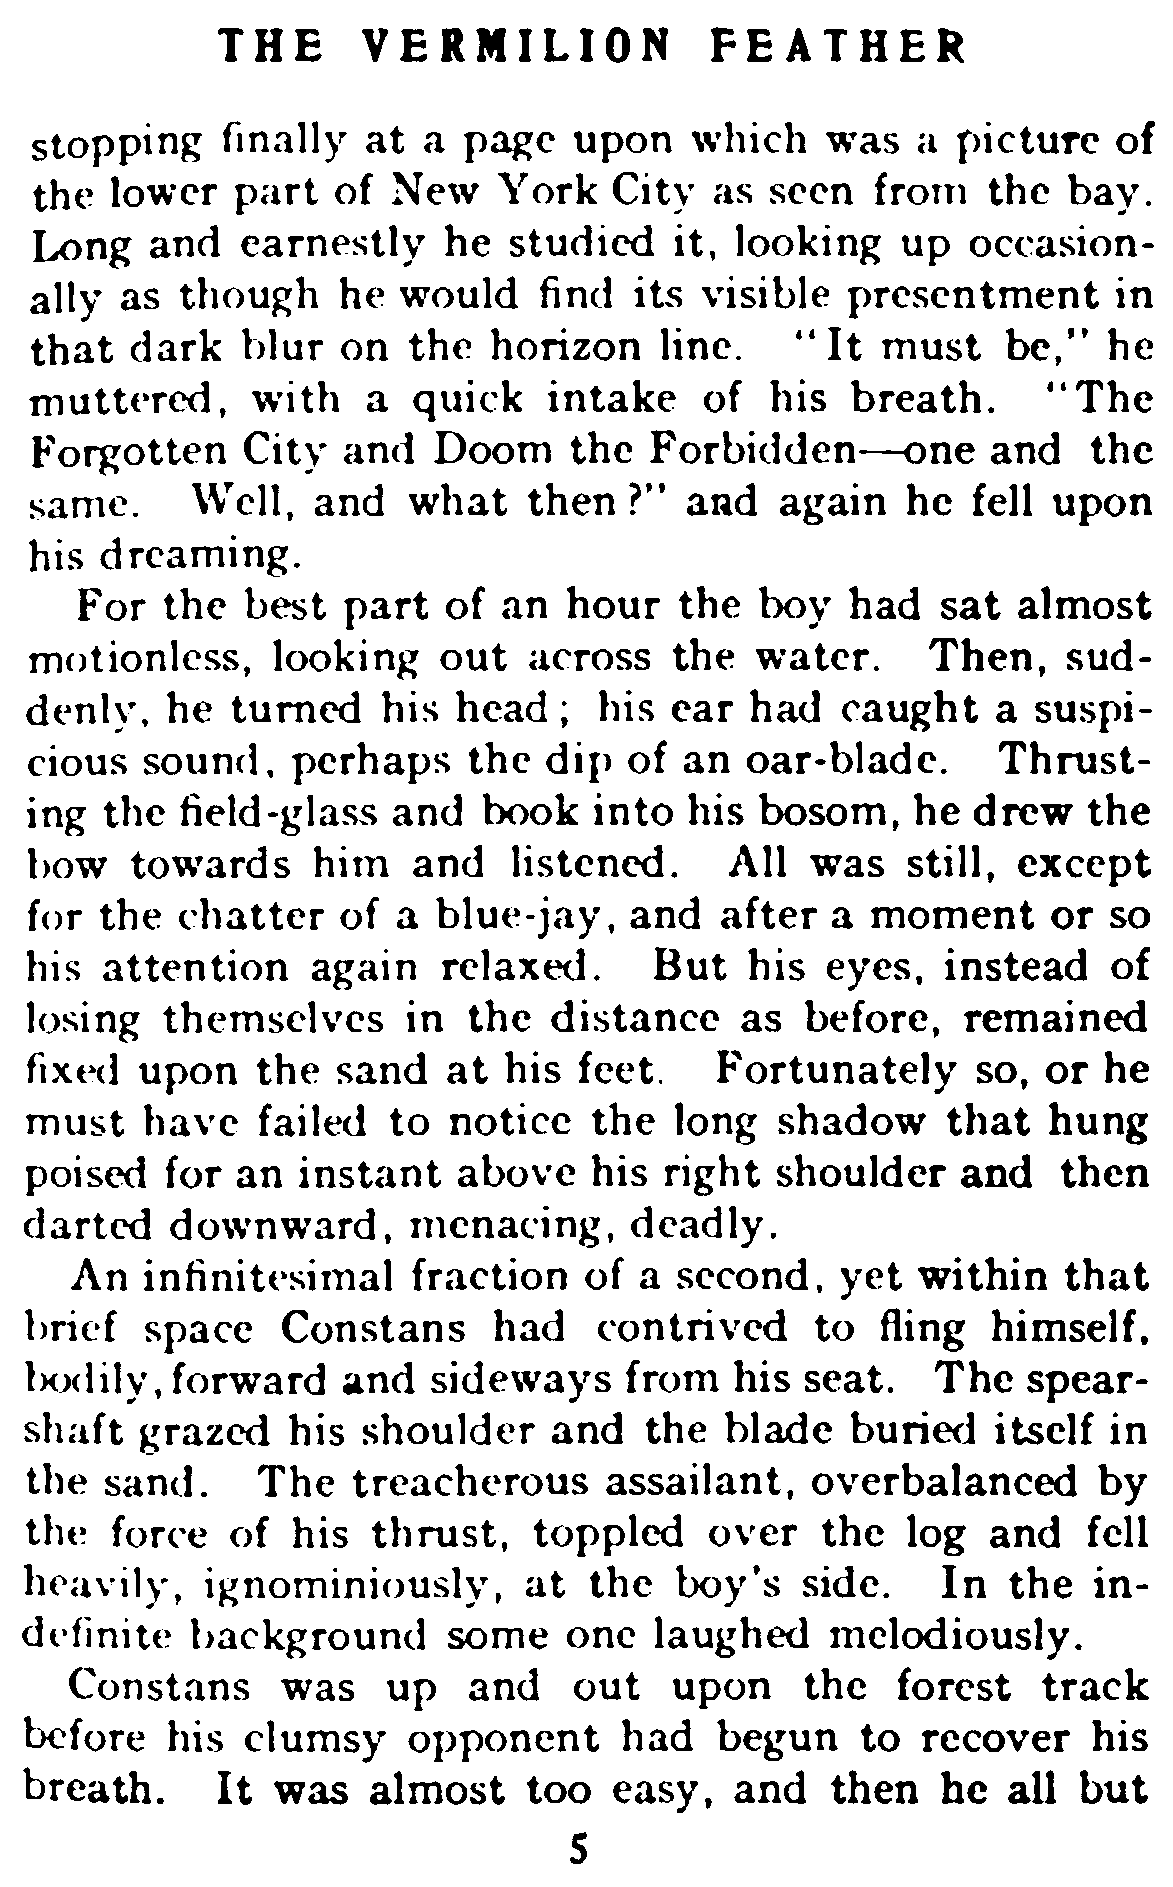 THE VERMILION FEATHER
stopping finally at a page upon which was a picture of
the lower part of New York City as seen from the bay.
Long and earnestly he studied it, looking up occasion-
ally as though he would find its visible presentment in
that dark blur on the horizon line. "It must be," he
muttered, with a quick intake of his breath. "The
Forgotten City and Doom the Forbidden—one and the
same. Well, and what then?" and again he fell upon
his dreaming.
For the best part of an hour the boy had sat almost
motionless, looking out across the water. Then, sud-
denly, he turned his head; his ear had caught a suspi-
cious sound, perhaps the dip of an oar-blade. Thrust-
ing the field-glass and book into his bosom, he drew the
bow towards him and listened. All was still, except
for the chatter of a blue-jay, and after a moment or so
his attention again relaxed. But his eyes, instead of
losing themselves in the distance as before, remained
fixed upon the sand at his feet. Fortunately so, or he
must have failed to notice the long shadow that hung
poised for an instant above his right shoulder and then
darted downward, menacing, deadly.
An infinitesimal fraction of a second, yet within that
brief space Constans had contrived to fling himself,
bodily, forward and sideways from his seat. The spear-
shaft grazed his shoulder and the blade buried itself in
the sand. The treacherous assailant, overbalanced by
the force of his thrust, toppled over the log and fell
heavily, ignominiously, at the boy's side. In the in-
definite background some one laughed melodiously.
Constans was up and out upon the forest track
before his clumsy opponent had begun to recover his
breath. It was almost too easy, and then he all but
5